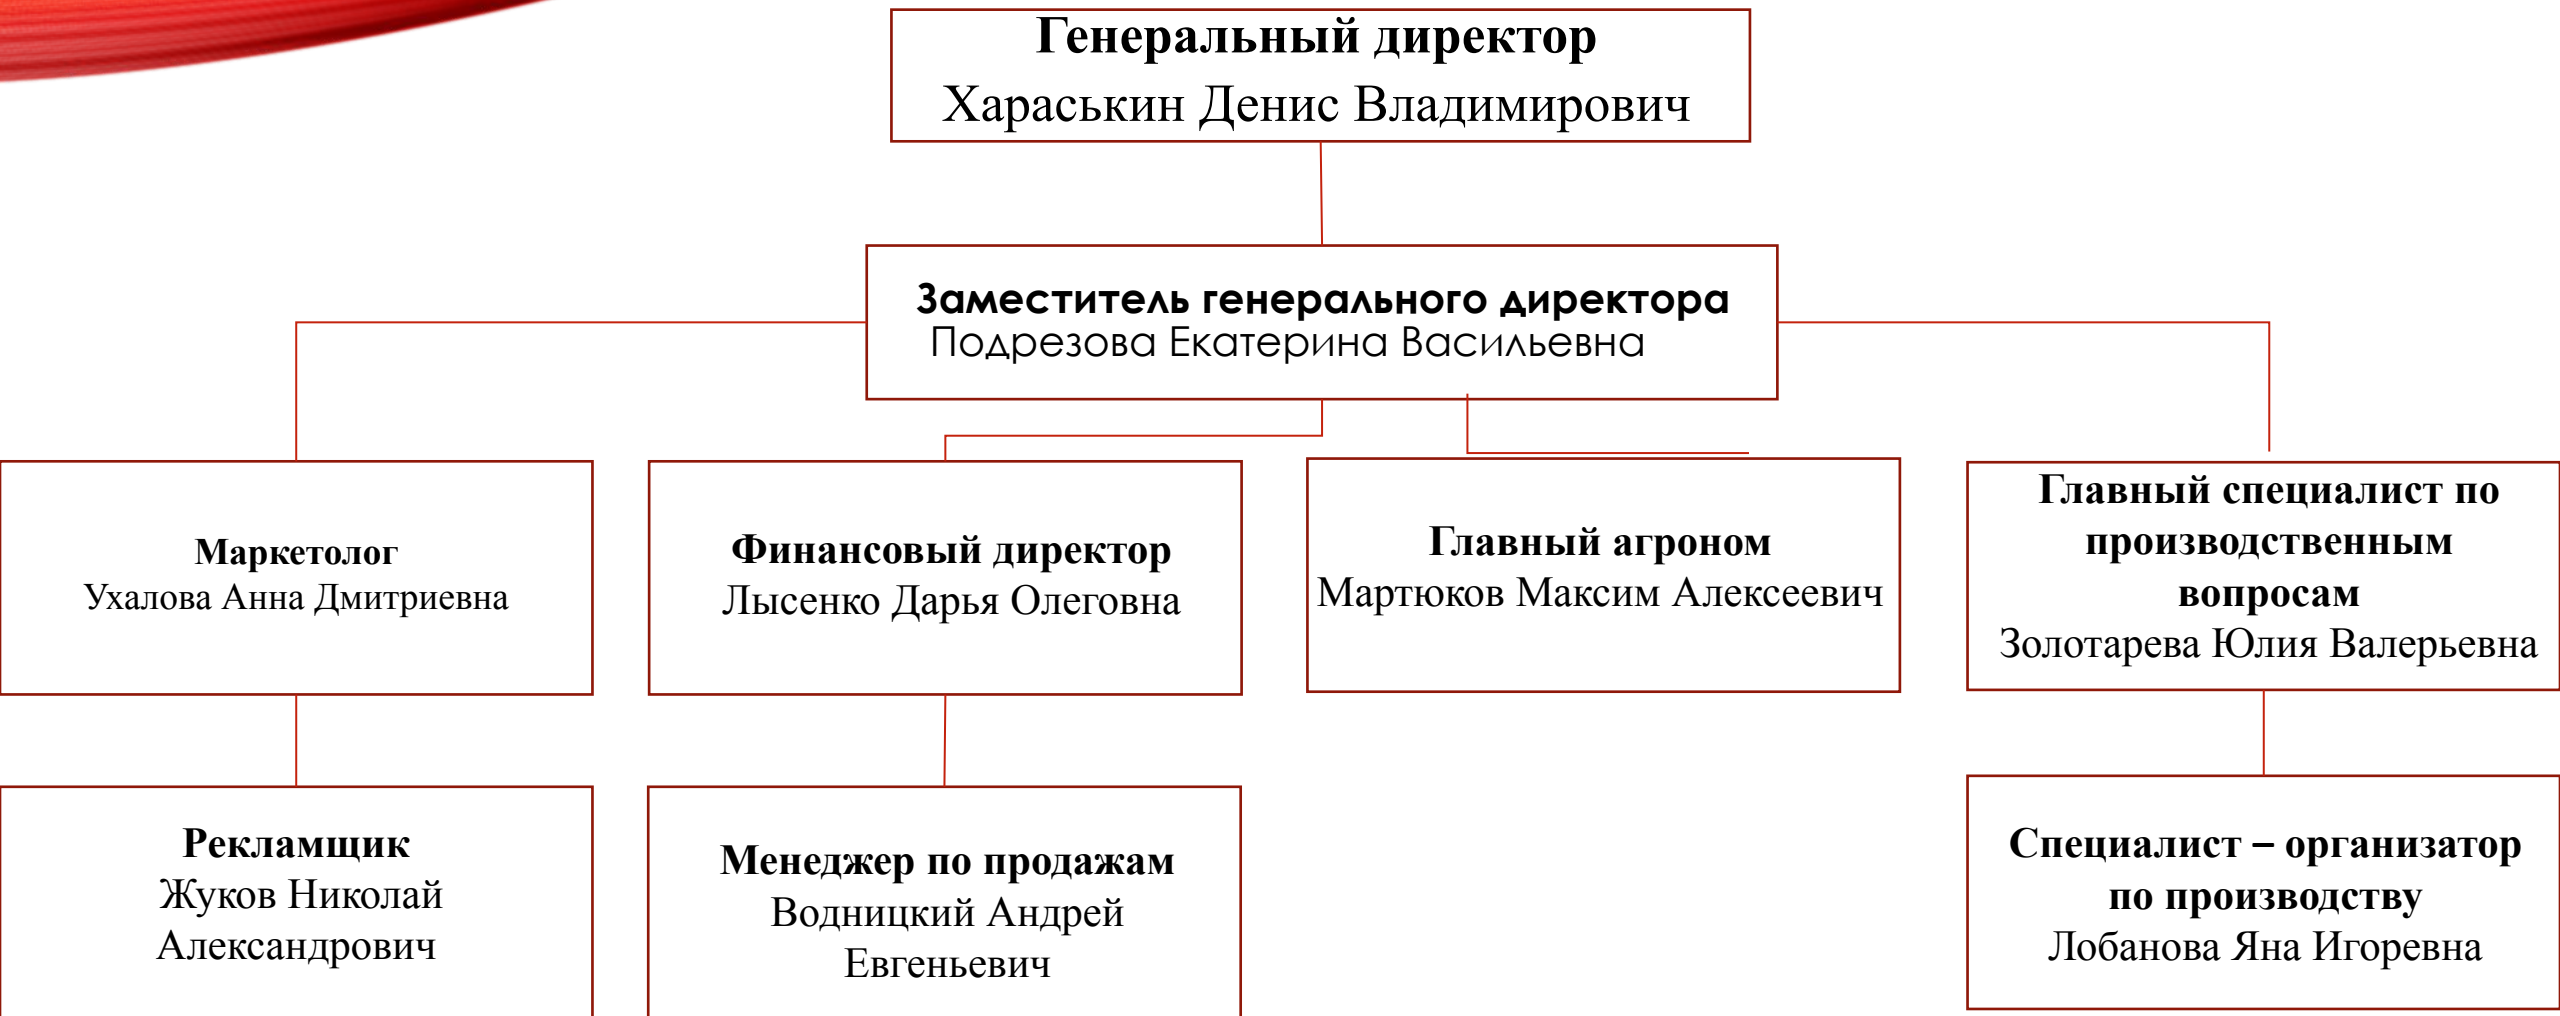 Генеральный директор
Хараськин Денис Владимирович
Заместитель генерального директора
Подрезова Екатерина Васильевна
Маркетолог
Ухалова Анна Дмитриевна
Финансовый директор
Лысенко Дарья Олеговна
Главный агроном
Мартюков Максим Алексеевич
Главный специалист по
производственным
вопросам
Золотарева Юлия Валерьевна
Рекламщик
Жуков Николай
Александрович
Менеджер по продажам
Водницкий Андрей
Евгеньевич
Специалист – организатор
по производству
Лобанова Яна Игоревна